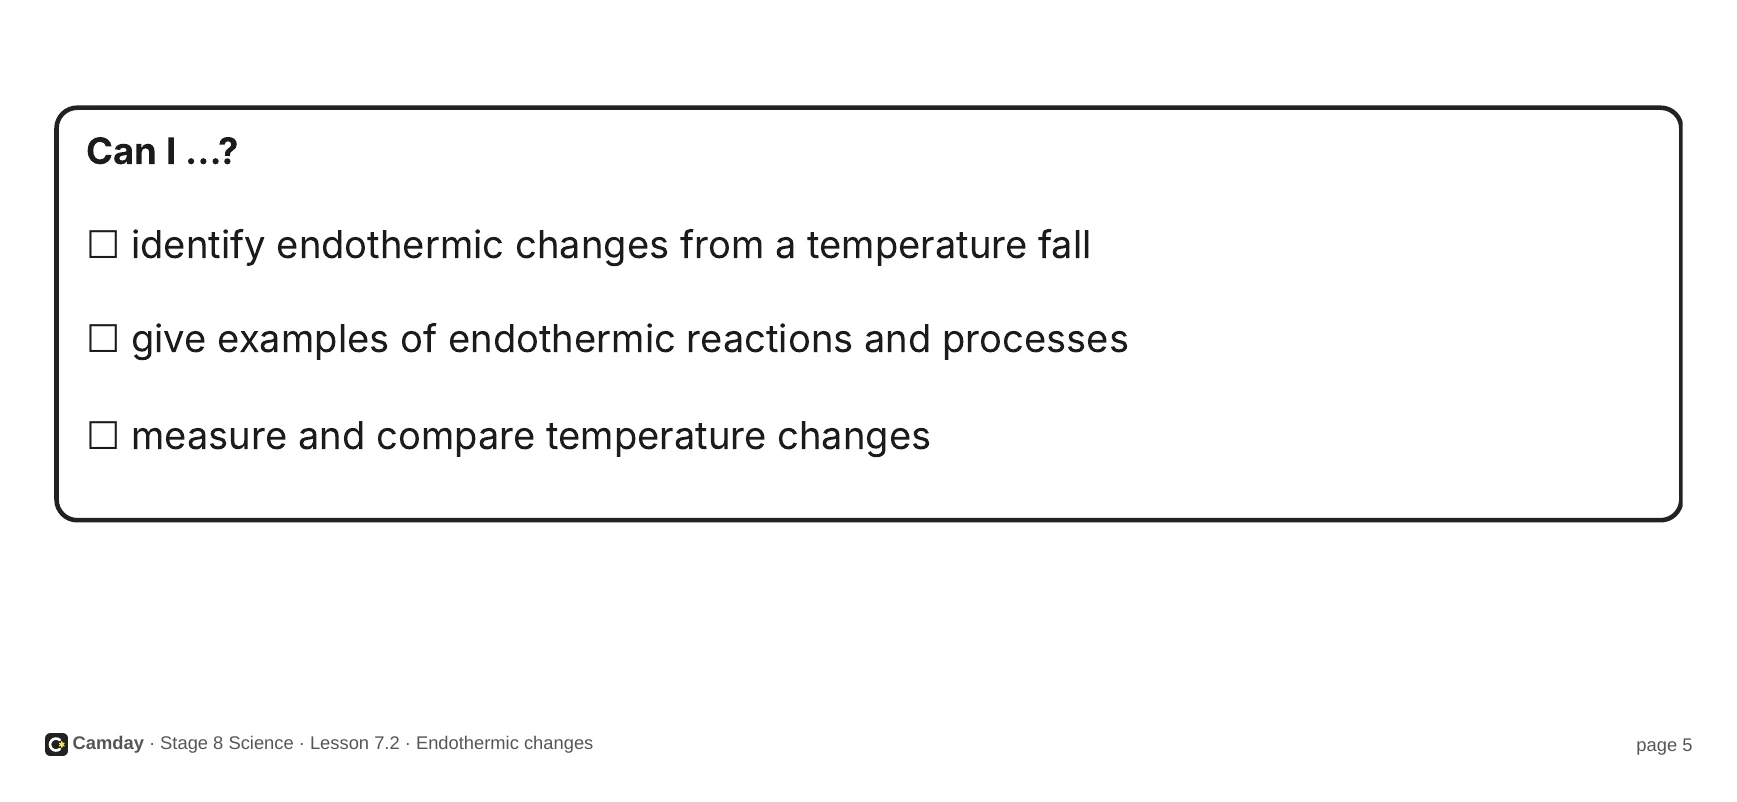 Can I …?
☐ identify endothermic changes from a temperature fall
☐ give examples of endothermic reactions and processes
☐ measure and compare temperature changes
Camday · Stage 8 Science · Lesson 7.2 · Endothermic changes
page 5